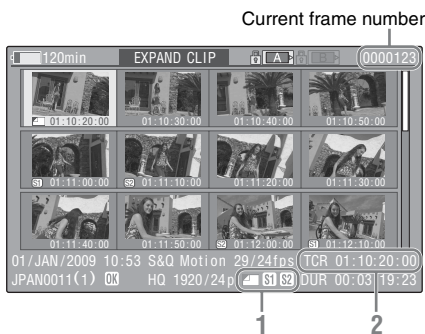 Current frame number
120min EXPAND CLIP A B 0000123
01:10:20:00 01:10:30:00 01:10:40:00 01:10:50:00
S1 01:11:00:00 S2 01:11:10:00 01:11:20:00 01:11:30:00
01:11:40:00 01:11:50:00 S2 01:12:00:00 S1 01:12:10:00
01/JAN/2009 10:53 S&Q Motion 29/24fps TCR 01:10:20:00
JPAN0011(1) OK HQ 1920/24p S1 S2 DUR 00:03:19:23
1 2